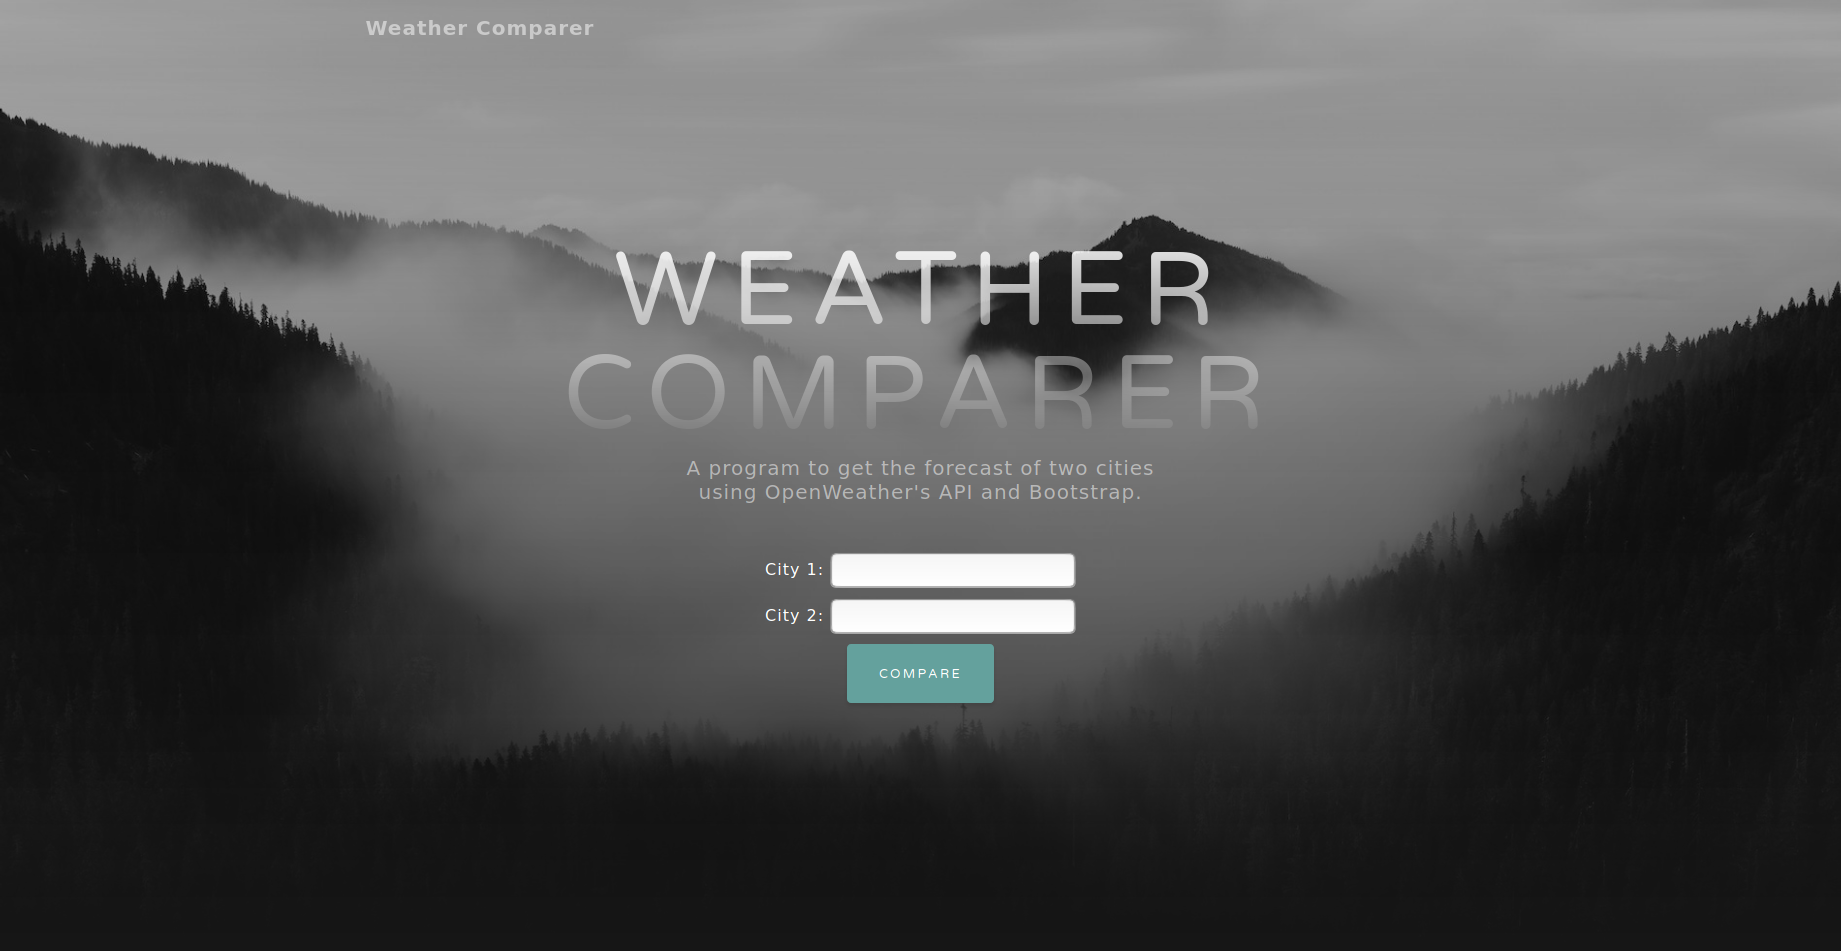 Weather Comparer
WEATHER
COMPARER
A program to get the forecast of two cities
using OpenWeather's API and Bootstrap.
City 1:
City 2:
COMPARE